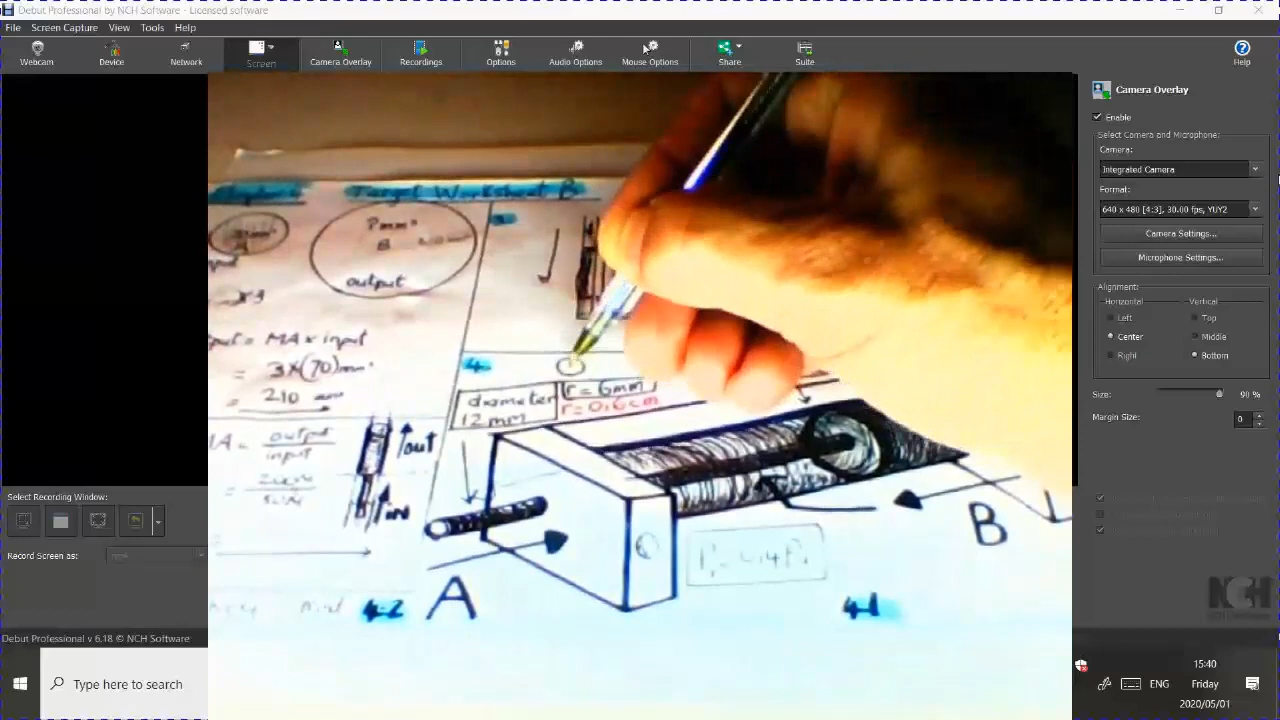 Debut Professional by NCH Software - Licensed software
File Screen Capture View Tools Help
Webcam Device Network Screen Camera Overlay Recordings Options Audio Options Mouse Options Share Suite Help
Camera Overlay
Enable
Select Camera and Microphone:
Camera:
Integrated Camera
Format:
640 x 480 [4:3], 30.00 fps, YUY2
Camera Settings...
Microphone Settings...
Alignment:
Horizontal Vertical
Left Top
Center Middle
Right Bottom
Size: 90 %
Margin Size: 0
Target Worksheet B
B
output
= MA x input
= 3x(70)mm
= 210
4.
diameter
12 mm
r = 6mm
r = 0.6cm
= output
input
out
in
A
B
4-2
4-1
Select Recording Window:
Record Screen as:
NCH
Debut Professional v 6.18 © NCH Software
Type here to search
ENG
15:40
Friday
2020/05/01